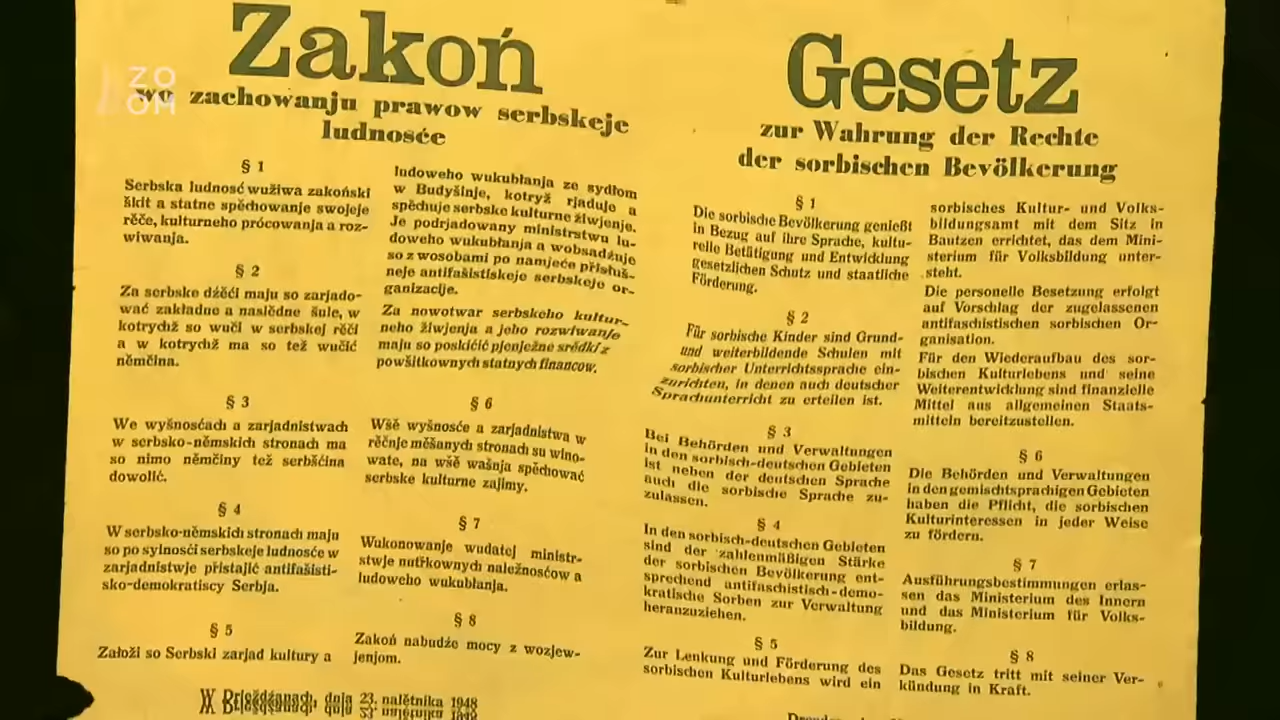 ZO
OM
Zakoń
wo zachowanju prawow serbskeje
ludnosće
§ 1
Serbska ludnosć wužiwa zakoński
škit a statne spěchowanje swojeje
rěče, kulturneho prócowanja a roz-
wiwanja.
§ 2
Za serbske dźěći maju so zarjado-
wać zakładne a naslědne šule, w
kotrychž so wuči w serbskej rěči
a w kotrychž ma so tež wučić
němčina.
§ 3
We wyšnosćach a zarjadnistwach
w serbsko-němskich stronach ma
so nimo němčiny tež serbšćina
dowolić.
§ 4
W serbsko-němskich stronach maju
so po sylnosći serbskeje ludnosće w
zarjadnistwje přistajić antifašisti-
sko-demokratiscy Serbja.
§ 5
Załoži so Serbski zarjad kultury a
ludoweho wukubłanja ze sydłom
w Budyšinje, kotryž rjaduje a
spěchuje serbske kulturne žiwjenje.
Je podrjadowany ministrstwu lu-
doweho wukubłanja a wobsadźuje
so z wosobami po namjeće přisłuš-
neje antifašistiskeje serbskeje or-
ganizacije.
Za nowotwar serbskeho kultur-
neho žiwjenja a jeho rozwiwanje
maju so poskićić pjenježne srědki z
powšitkownych statnych financow.
§ 6
Wšě wyšnosće a zarjadnistwa w
rěčnje měšanych stronach su wino-
wate, na wšě wašnja spěchować
serbske kulturne zajimy.
§ 7
Wukonowanje wudatej ministr-
stwje nutřkownych naležnosćow a
ludoweho wukubłanja.
§ 8
Zakoń nabudźe mocy z wozjew-
jenjom.
W Drježdźanach, dnja 23. nalětnika 1948
Gesetz
zur Wahrung der Rechte
der sorbischen Bevölkerung
§ 1
Die sorbische Bevölkerung genießt
in Bezug auf ihre Sprache, kultu-
relle Betätigung und Entwicklung
gesetzlichen Schutz und staatliche
Förderung.
§ 2
Für sorbische Kinder sind Grund-
und weiterbildende Schulen mit
sorbischer Unterrichtssprache ein-
zurichten, in denen auch deutscher
Sprachunterricht zu erteilen ist.
§ 3
Bei Behörden und Verwaltungen
in den sorbisch-deutschen Gebieten
ist neben der deutschen Sprache
auch die sorbische Sprache zu-
zulassen.
§ 4
In den sorbisch-deutschen Gebieten
sind der zahlenmäßigen Stärke
der sorbischen Bevölkerung ent-
sprechend antifaschistisch-demo-
kratische Sorben zur Verwaltung
heranzuziehen.
§ 5
Zur Lenkung und Förderung des
sorbischen Kulturlebens wird ein
sorbisches Kultur- und Volks-
bildungsamt mit dem Sitz in
Bautzen errichtet, das dem Mini-
sterium für Volksbildung unter-
steht.
Die personelle Besetzung erfolgt
auf Vorschlag der zugelassenen
antifaschistischen sorbischen Or-
ganisation.
Für den Wiederaufbau des sor-
bischen Kulturlebens und seine
Weiterentwicklung sind finanzielle
Mittel aus allgemeinen Staats-
mitteln bereitzustellen.
§ 6
Die Behörden und Verwaltungen
in den gemischtsprachigen Gebieten
haben die Pflicht, die sorbischen
Kulturinteressen in jeder Weise
zu fördern.
§ 7
Ausführungsbestimmungen erlas-
sen das Ministerium des Innern
und das Ministerium für Volks-
bildung.
§ 8
Das Gesetz tritt mit seiner Ver-
kündung in Kraft.